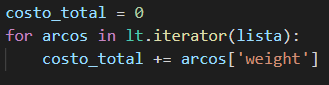 costo_total = 0
for arcos in lt.iterator(lista):
    costo_total += arcos['weight']